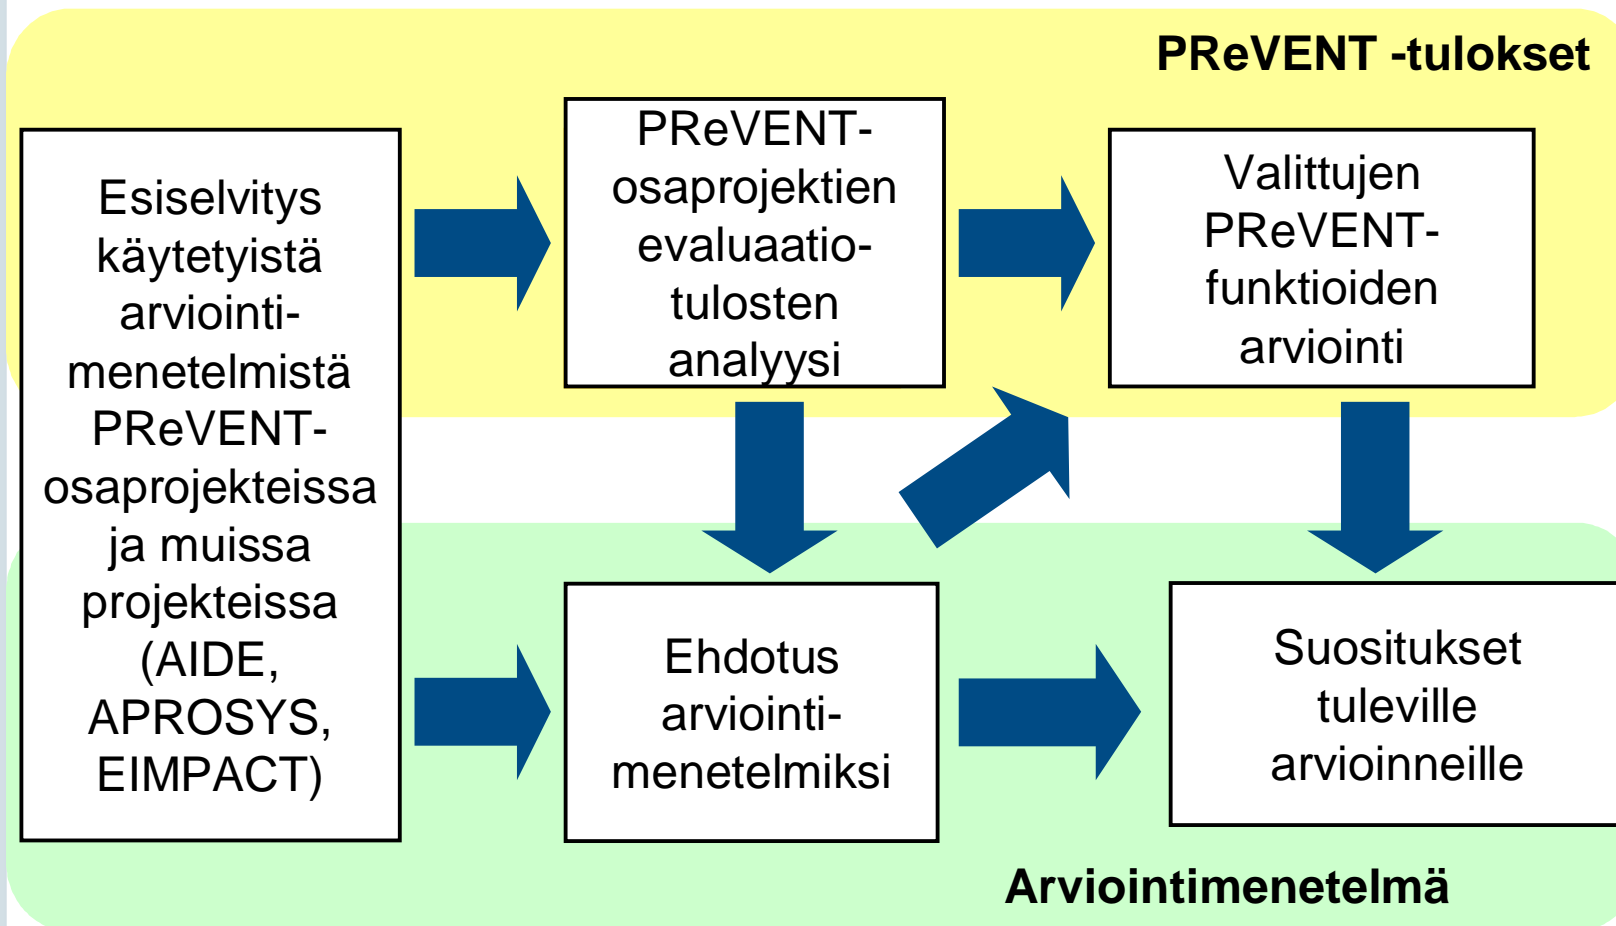 PReVENT -tulokset
Esiselvitys
käytetyistä
arviointi-
menetelmistä
PReVENT-
osaprojekteissa
ja muissa
projekteissa
(AIDE,
APROSYS,
EIMPACT)
PReVENT-
osaprojektien
evaluaatio-
tulosten
analyysi
Valittujen
PReVENT-
funktioiden
arviointi
Ehdotus
arviointi-
menetelmiksi
Suositukset
tuleville
arvioinneille
Arviointimenetelmä